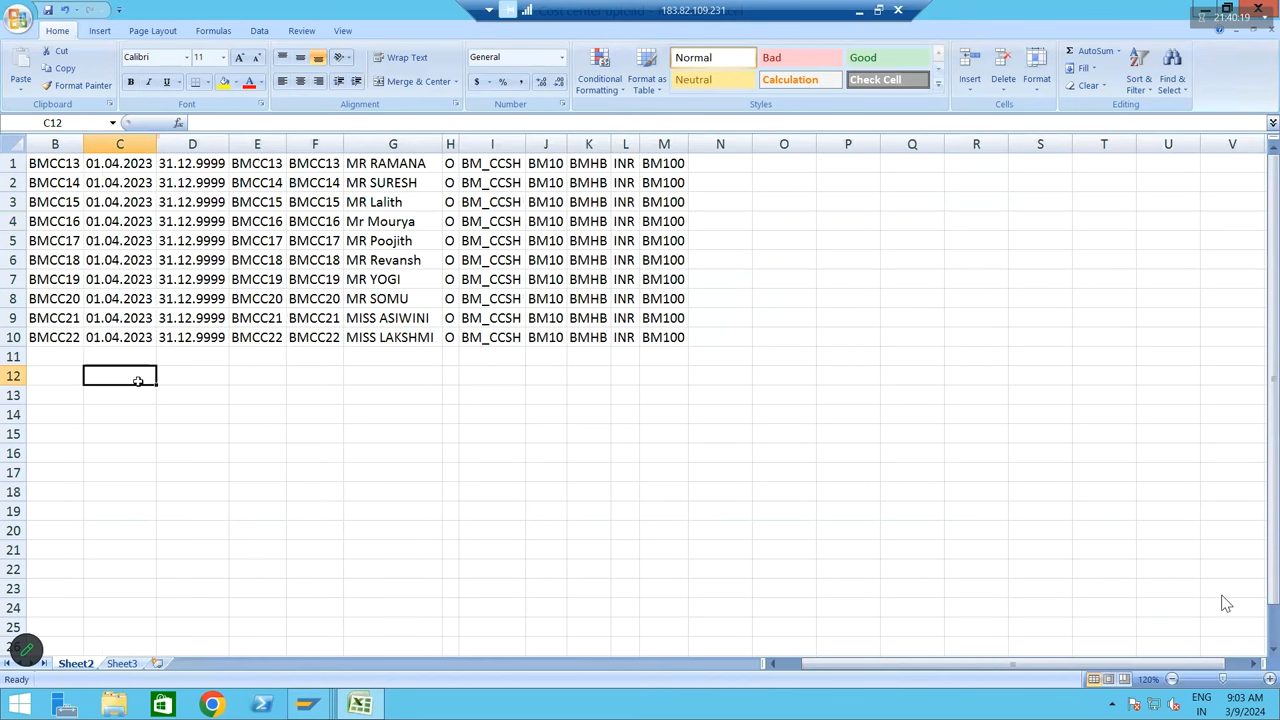 Cost center upload
183.82.109.231
21:40:19
Home Insert Page Layout Formulas Data Review View
Paste
Cut
Copy
Format Painter
Clipboard
Calibri 11
B I U
Font
Wrap Text
Merge & Center
Alignment
General
$ % ,
Number
Conditional Formatting
Format as Table
Normal Bad Good
Neutral Calculation Check Cell
Styles
Insert Delete Format
Cells
AutoSum
Fill
Clear
Sort & Filter
Find & Select
Editing
C12 fx
B C D E F G H I J K L M N O P Q R S T U V
1 BMCC13 01.04.2023 31.12.9999 BMCC13 BMCC13 MR RAMANA O BM_CCSH BM10 BMHB INR BM100
2 BMCC14 01.04.2023 31.12.9999 BMCC14 BMCC14 MR SURESH O BM_CCSH BM10 BMHB INR BM100
3 BMCC15 01.04.2023 31.12.9999 BMCC15 BMCC15 MR Lalith O BM_CCSH BM10 BMHB INR BM100
4 BMCC16 01.04.2023 31.12.9999 BMCC16 BMCC16 Mr Mourya O BM_CCSH BM10 BMHB INR BM100
5 BMCC17 01.04.2023 31.12.9999 BMCC17 BMCC17 MR Poojith O BM_CCSH BM10 BMHB INR BM100
6 BMCC18 01.04.2023 31.12.9999 BMCC18 BMCC18 MR Revansh O BM_CCSH BM10 BMHB INR BM100
7 BMCC19 01.04.2023 31.12.9999 BMCC19 BMCC19 MR YOGI O BM_CCSH BM10 BMHB INR BM100
8 BMCC20 01.04.2023 31.12.9999 BMCC20 BMCC20 MR SOMU O BM_CCSH BM10 BMHB INR BM100
9 BMCC21 01.04.2023 31.12.9999 BMCC21 BMCC21 MISS ASIWINI O BM_CCSH BM10 BMHB INR BM100
10 BMCC22 01.04.2023 31.12.9999 BMCC22 BMCC22 MISS LAKSHMI O BM_CCSH BM10 BMHB INR BM100
11
12
13
14
15
16
17
18
19
20
21
22
23
24
25
Sheet2 Sheet3
Ready 120%
ENG 9:03 AM
IN 3/9/2024